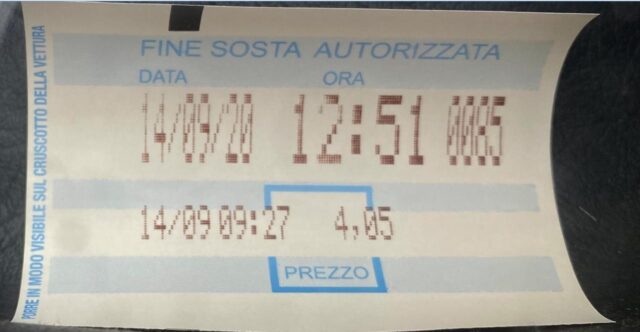 FINE SOSTA AUTORIZZATA
DATA ORA
14/09/20 12:51 0085
14/09 09:27 4,05
PREZZO
PORRE IN MODO VISIBILE SUL CRUSCOTTO DELLA VETTURA